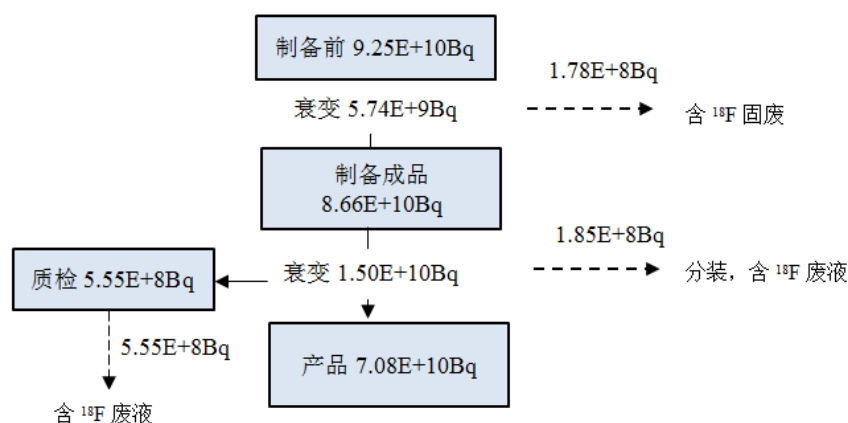 制备前 9.25E+10Bq
1.78E+8Bq
衰变 5.74E+9Bq
含 ¹⁸F 固废
制备成品
8.66E+10Bq
1.85E+8Bq
质检 5.55E+8Bq
衰变 1.50E+10Bq
分装，含 ¹⁸F 废液
5.55E+8Bq
产品 7.08E+10Bq
含 ¹⁸F 废液